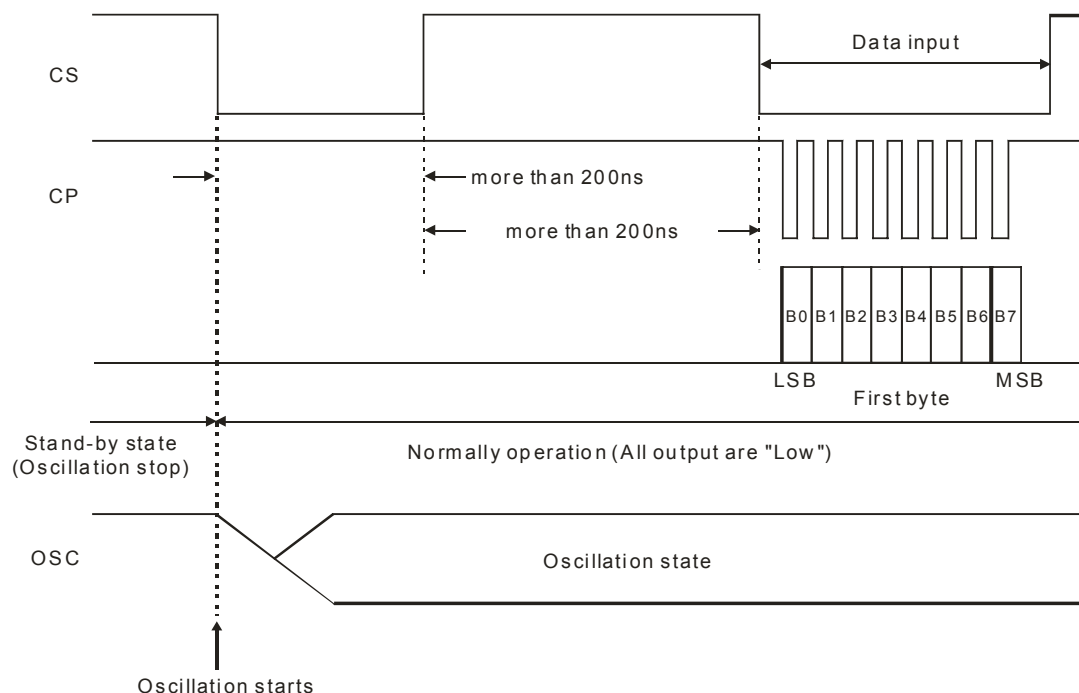 Data input
CS
more than 200ns
CP
more than 200ns
B0 B1 B2 B3 B4 B5 B6 B7
LSB MSB
First byte
Stand-by state
(Oscillation stop)
Normally operation (All output are "Low")
OSC
Oscillation state
Oscillation starts